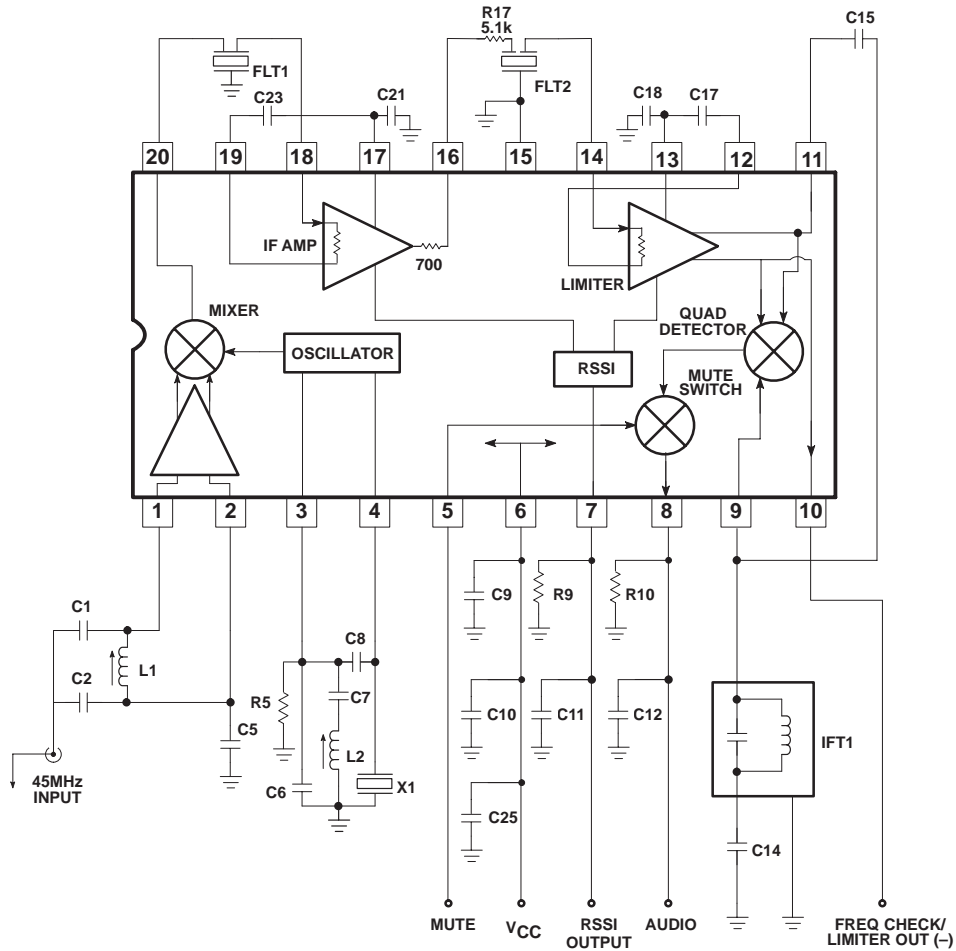 R17
5.1k
C15
FLT1
FLT2
C23
C21
C18
C17
20
19
18
17
16
15
14
13
12
11
IF AMP
700
LIMITER
MIXER
OSCILLATOR
RSSI
QUAD
DETECTOR
MUTE
SWITCH
1
2
3
4
5
6
7
8
9
10
C1
L1
C2
C5
45MHz
INPUT
R5
C8
C7
L2
C6
X1
C9
R9
R10
C10
C11
C12
C25
IFT1
C14
MUTE
VCC
RSSI
OUTPUT
AUDIO
FREQ CHECK/
LIMITER OUT (–)